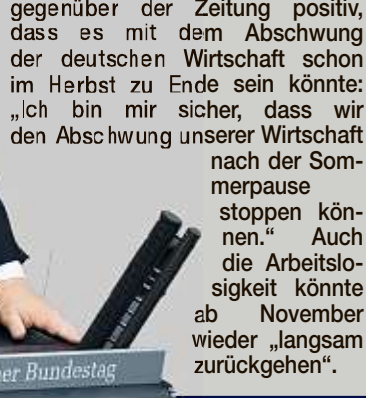 gegenüber der Zeitung positiv,
dass es mit dem Abschwung
der deutschen Wirtschaft schon
im Herbst zu Ende sein könnte:
„Ich bin mir sicher, dass wir
den Abschwung unserer Wirtschaft
nach der Som-
merpause
stoppen kön-
nen.“ Auch
die Arbeitslo-
sigkeit könnte
ab November
wieder „langsam
zurückgehen“.
er Bundestag